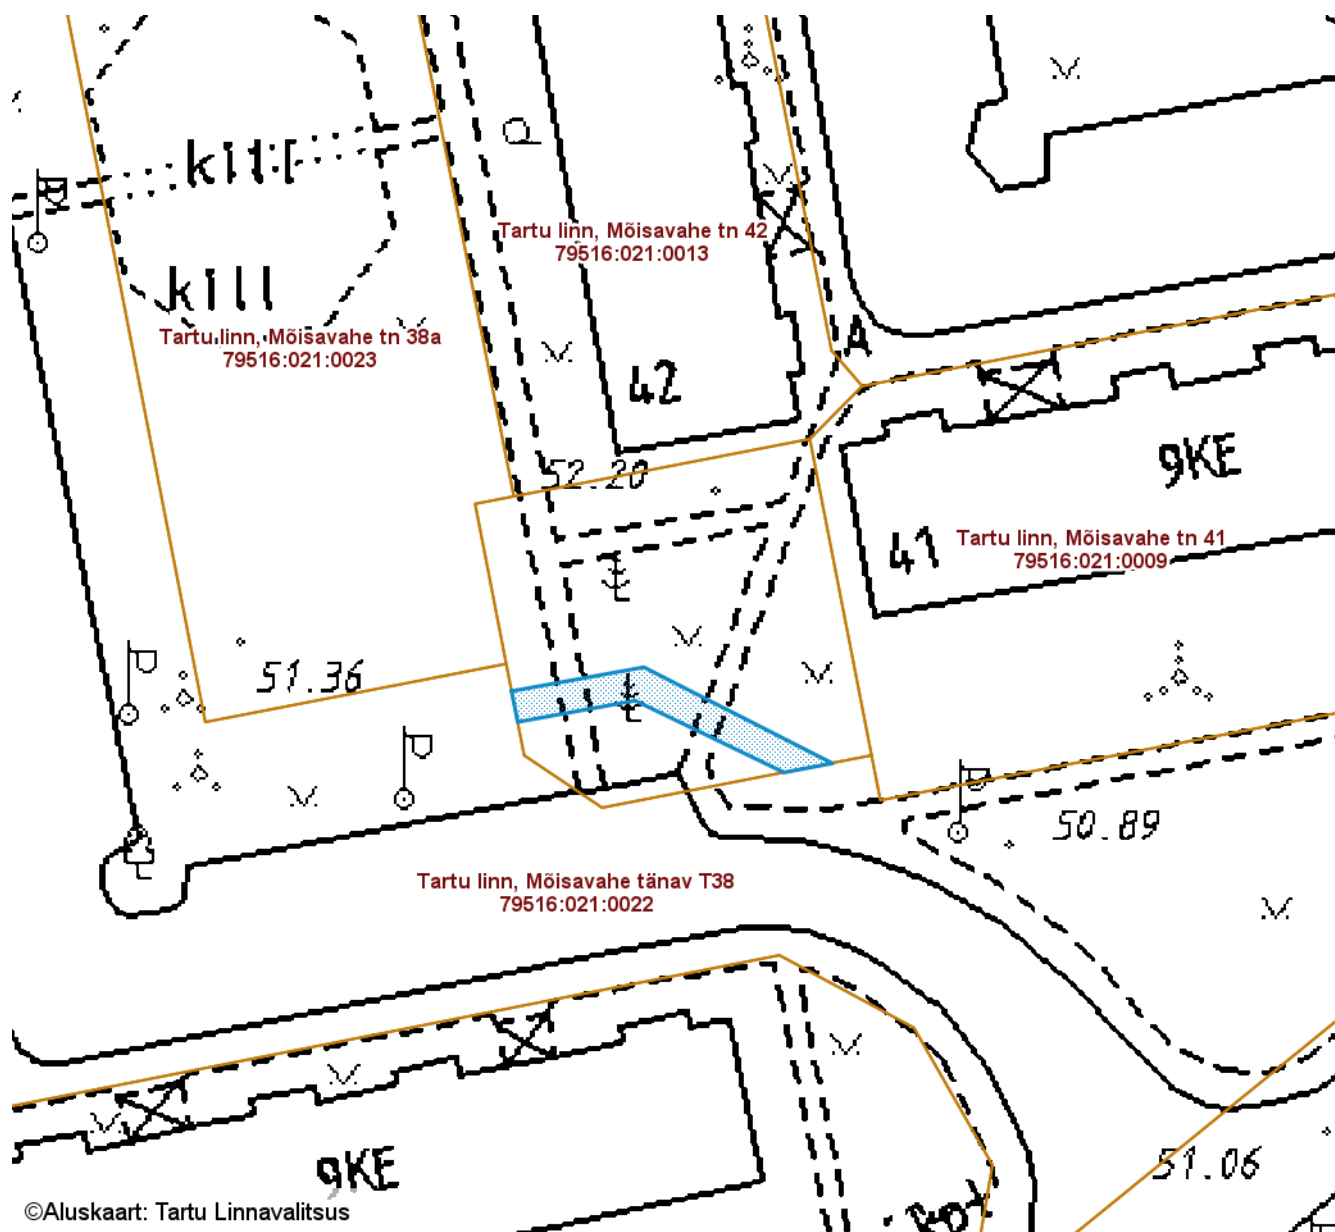 kill
Tartu linn, Mõisavahe tn 42
79516:021:0013
kill
Tartu linn, Mõisavahe tn 38a
79516:021:0023
A
42
9KE
52.20
41
Tartu linn, Mõisavahe tn 41
79516:021:0009
51.36
50.89
Tartu linn, Mõisavahe tänav T38
79516:021:0022
9KE
51.06
©Aluskaart: Tartu Linnavalitsus